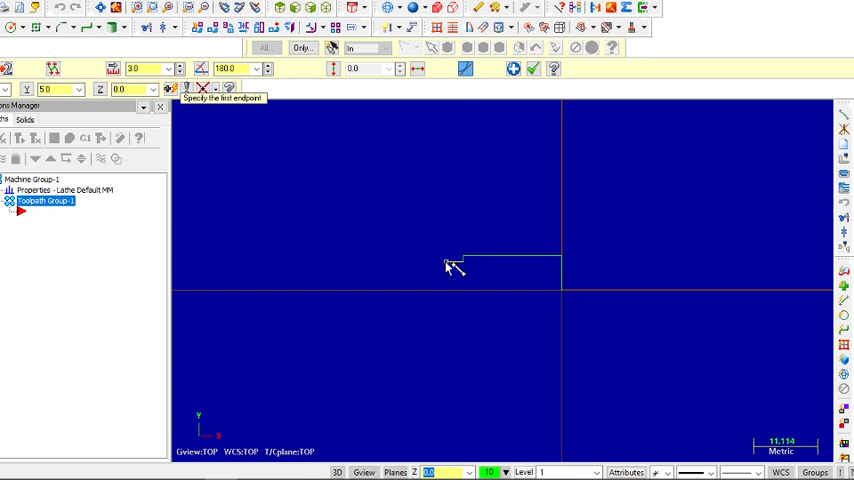 All... Only... In
3.0 180.0 0.0
Y 5.0 Z 0.0
Specify the first endpoint
ons Manager
ths Solids
G1
Machine Group-1
Properties - Lathe Default MM
Toolpath Group-1
Y
X
Gview:TOP WCS:TOP T/Cplane:TOP
11.114
Metric
3D Gview Planes Z 0.0 10 Level 1 Attributes WCS Groups